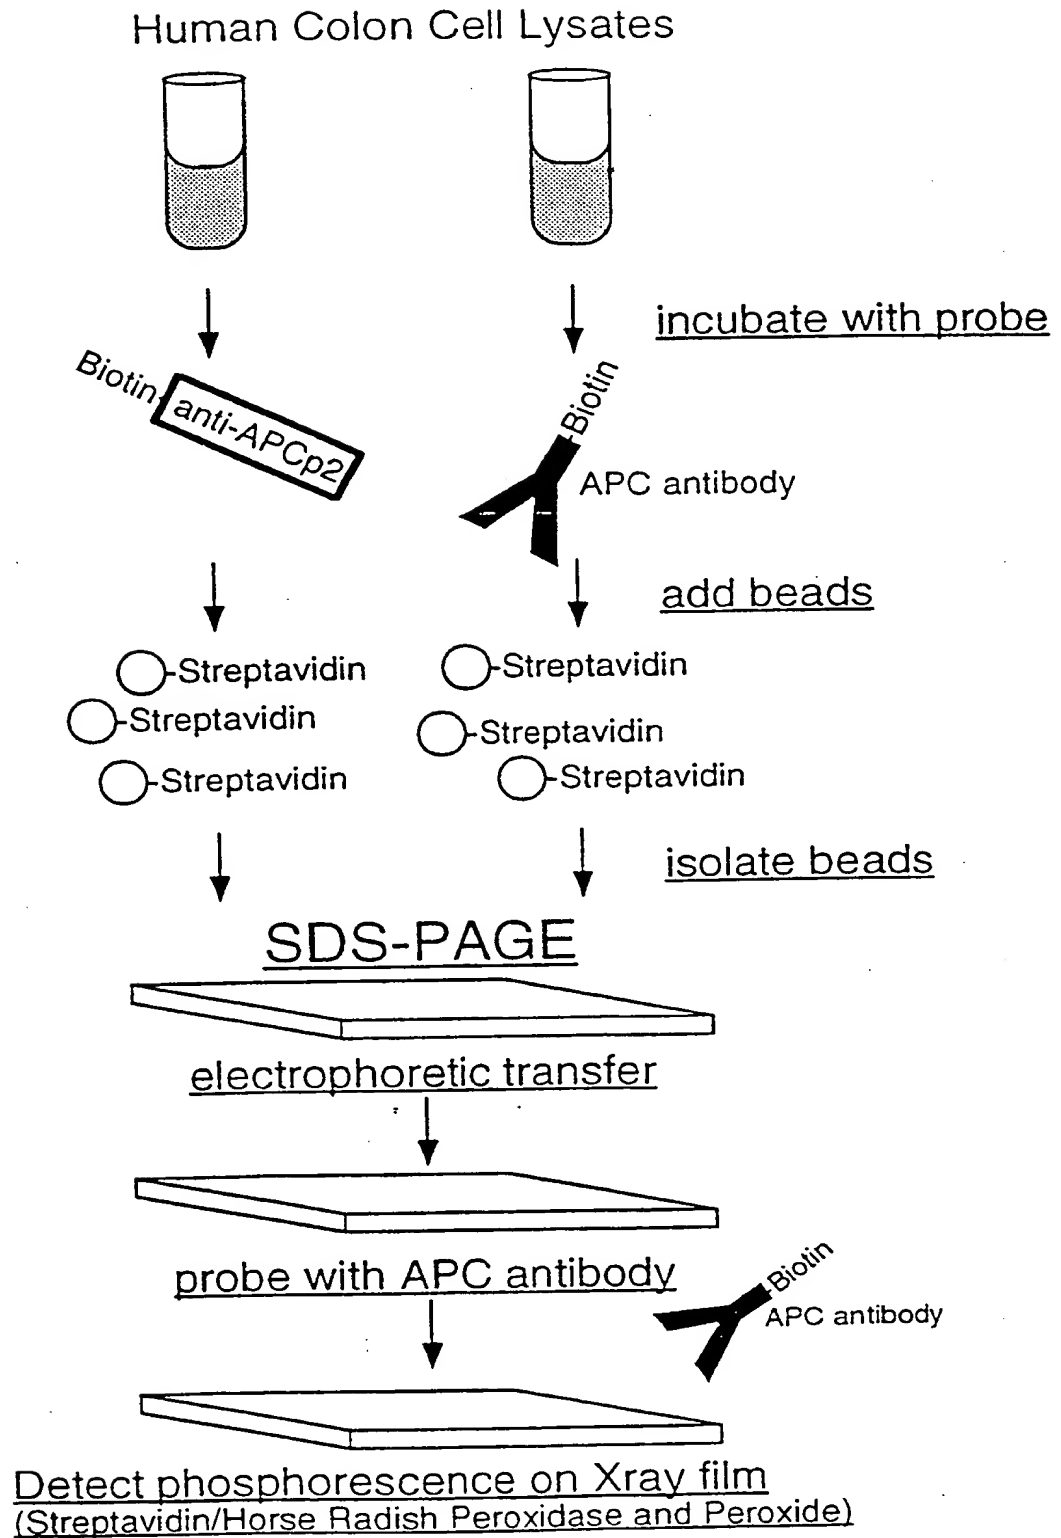 Human Colon Cell Lysates
incubate with probe
Biotin
anti-APCp2
Biotin
APC antibody
add beads
Streptavidin
Streptavidin
Streptavidin
Streptavidin
Streptavidin
Streptavidin
isolate beads
SDS-PAGE
electrophoretic transfer
probe with APC antibody
Biotin
APC antibody
Detect phosphorescence on Xray film
(Streptavidin/Horse Radish Peroxidase and Peroxide)